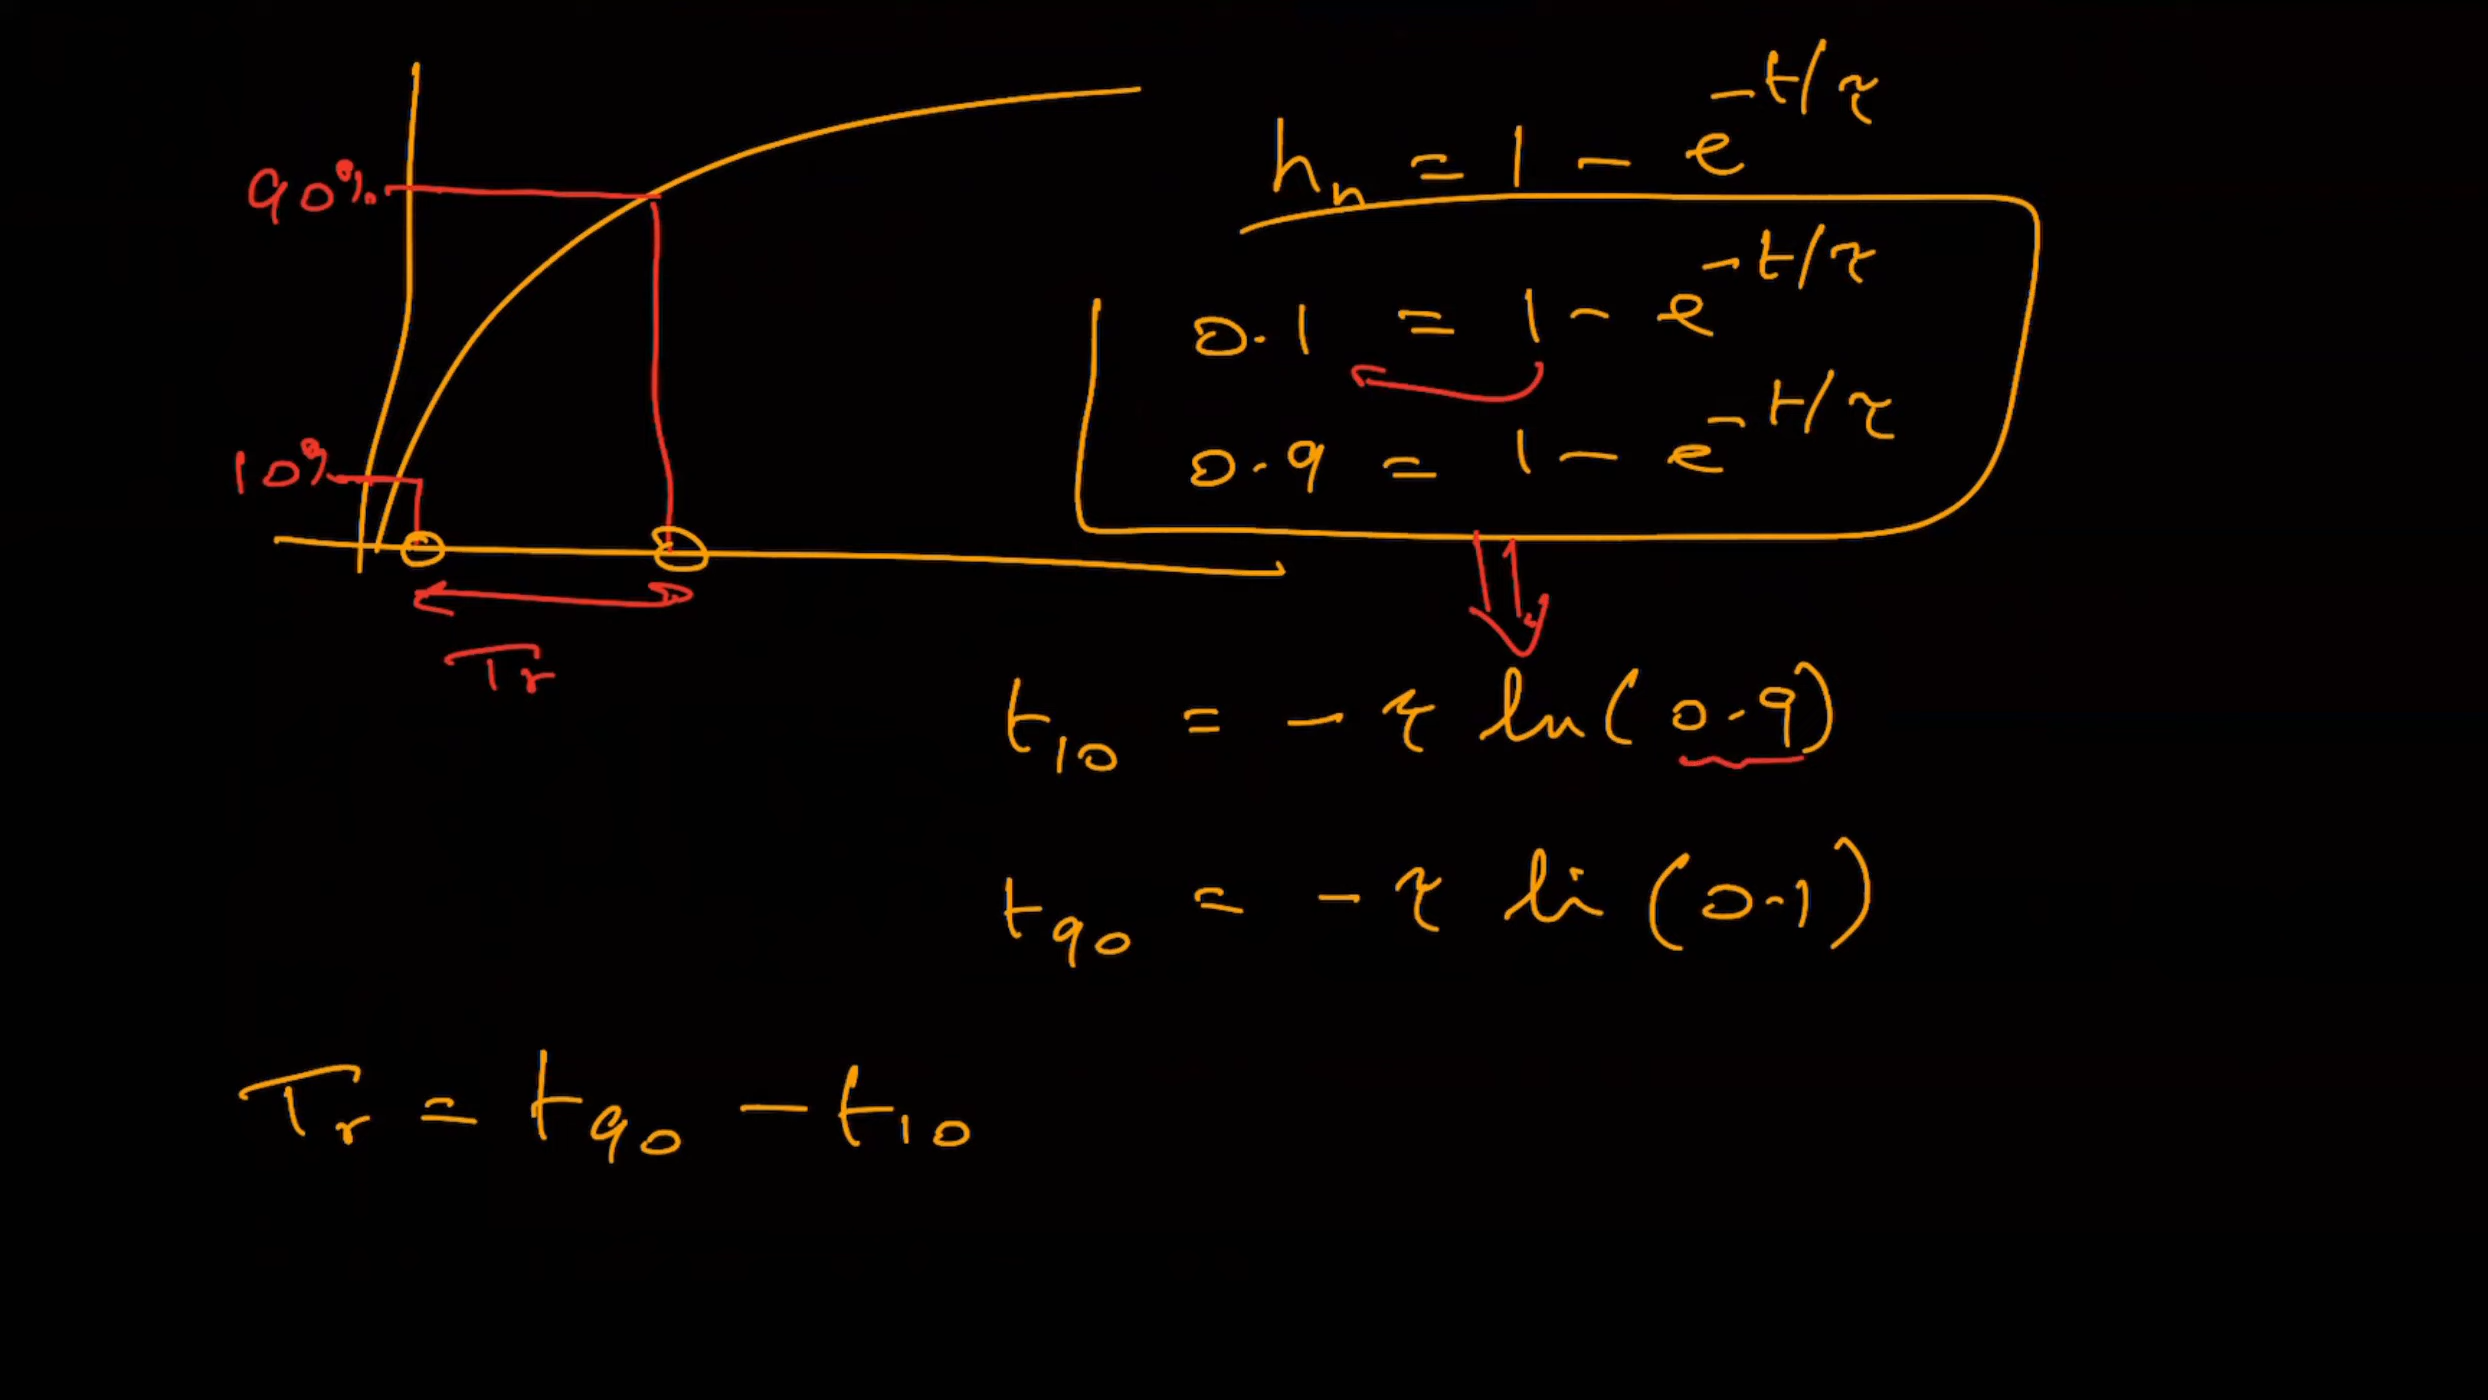 90%
10%
Tr
hn = 1 - e^-t/τ
0.1 = 1 - e^-t/τ
0.9 = 1 - e^-t/τ
t10 = - τ ln(0.9)
t90 = - τ ln(0.1)
Tr = t90 - t10